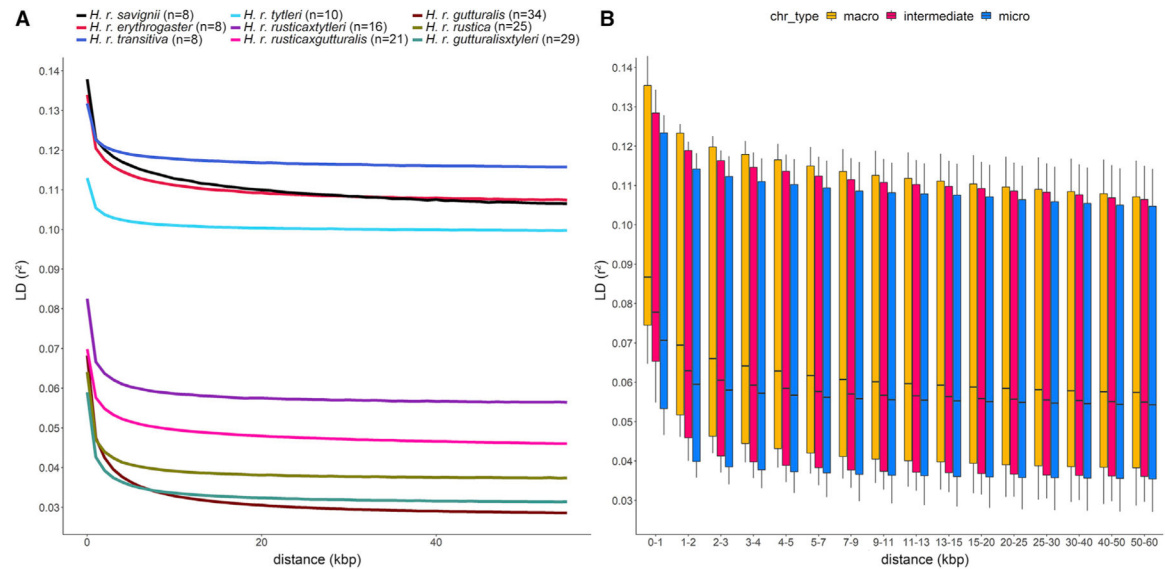 A
H. r. savignii (n=8) H. r. tytleri (n=10) H. r. gutturalis (n=34)
H. r. erythrogaster (n=8) H. r. rusticaxtytleri (n=16) H. r. rustica (n=25)
H. r. transitiva (n=8) H. r. rusticaxgutturalis (n=21) H. r. gutturalisxtyleri (n=29)
0.14
0.13
0.12
0.11
0.10
0.09
0.08
0.07
0.06
0.05
0.04
0.03
LD (r²)
0 20 40
distance (kbp)
B
chr_type macro intermediate micro
0.14
0.13
0.12
0.11
0.10
0.09
0.08
0.07
0.06
0.05
0.04
0.03
LD (r²)
0-1 1-2 2-3 3-4 4-5 5-7 7-9 9-11 11-13 13-15 15-20 20-25 25-30 30-40 40-50 50-60
distance (kbp)